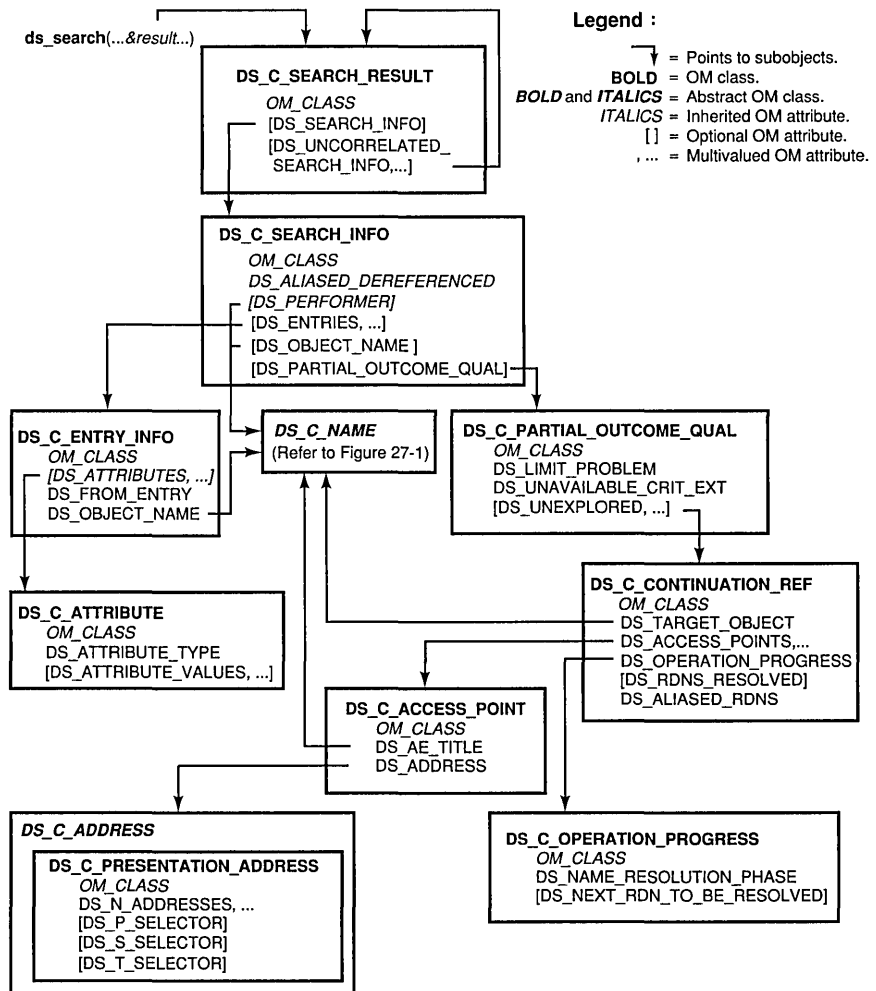 ds_search(...&result...)
Legend :
= Points to subobjects.
BOLD = OM class.
BOLD and ITALICS = Abstract OM class.
ITALICS = Inherited OM attribute.
[ ] = Optional OM attribute.
, ... = Multivalued OM attribute.
DS_C_SEARCH_RESULT
OM_CLASS
[DS_SEARCH_INFO]
[DS_UNCORRELATED_
SEARCH_INFO,...]
DS_C_SEARCH_INFO
OM_CLASS
DS_ALIASED_DEREFERENCED
[DS_PERFORMER]
[DS_ENTRIES, ...]
[DS_OBJECT_NAME ]
[DS_PARTIAL_OUTCOME_QUAL]
DS_C_ENTRY_INFO
OM_CLASS
[DS_ATTRIBUTES, ...]
DS_FROM_ENTRY
DS_OBJECT_NAME
DS_C_NAME
(Refer to Figure 27-1)
DS_C_PARTIAL_OUTCOME_QUAL
OM_CLASS
DS_LIMIT_PROBLEM
DS_UNAVAILABLE_CRIT_EXT
[DS_UNEXPLORED, ...]
DS_C_ATTRIBUTE
OM_CLASS
DS_ATTRIBUTE_TYPE
[DS_ATTRIBUTE_VALUES, ...]
DS_C_CONTINUATION_REF
OM_CLASS
DS_TARGET_OBJECT
DS_ACCESS_POINTS,...
DS_OPERATION_PROGRESS
[DS_RDNS_RESOLVED]
DS_ALIASED_RDNS
DS_C_ACCESS_POINT
OM_CLASS
DS_AE_TITLE
DS_ADDRESS
DS_C_ADDRESS
DS_C_PRESENTATION_ADDRESS
OM_CLASS
DS_N_ADDRESSES, ...
[DS_P_SELECTOR]
[DS_S_SELECTOR]
[DS_T_SELECTOR]
DS_C_OPERATION_PROGRESS
OM_CLASS
DS_NAME_RESOLUTION_PHASE
[DS_NEXT_RDN_TO_BE_RESOLVED]